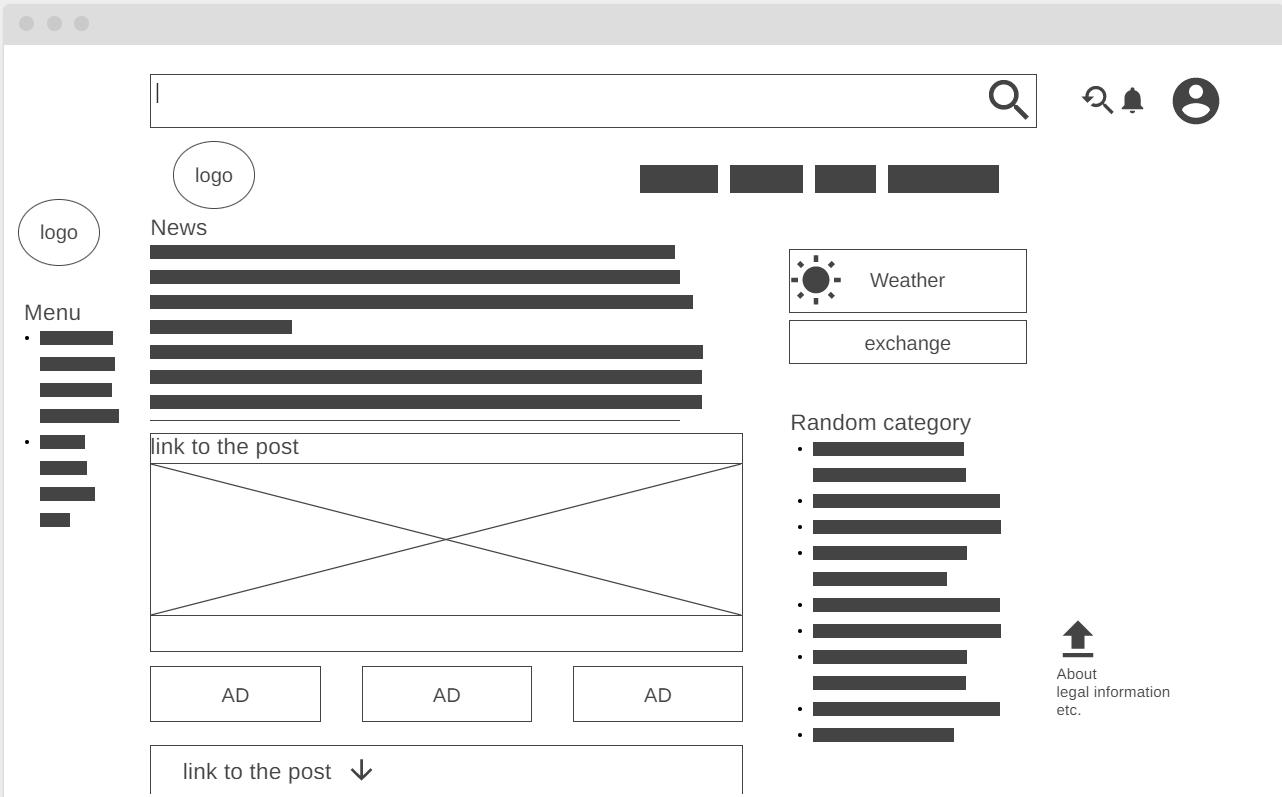 logo
logo
News
Weather
Menu
exchange
Random category
link to the post
About
legal information
etc.
AD
AD
AD
link to the post